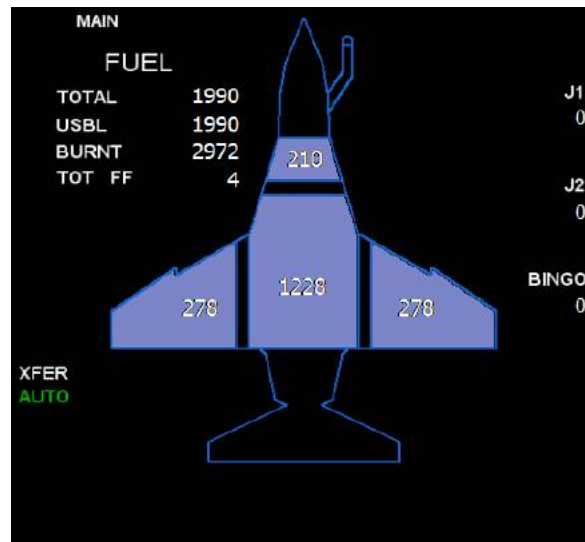 MAIN
FUEL
TOTAL 1990
USBL 1990
BURNT 2972
TOT FF 4
J1
0
J2
0
BINGO
0
210
1228
278
278
XFER
AUTO